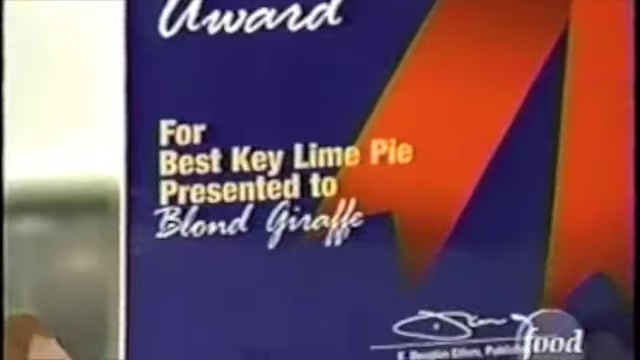 Award
For
Best Key Lime Pie
Presented to
Blond Giraffe
food